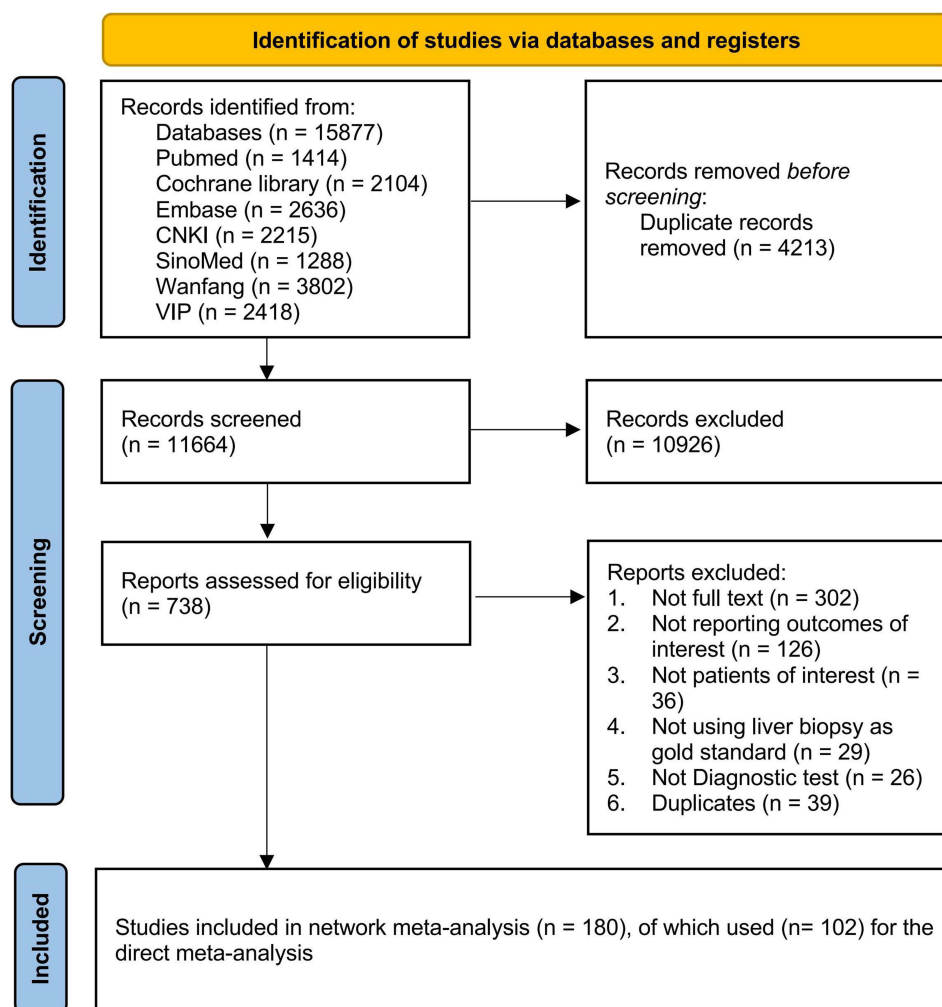 Identification of studies via databases and registers
Identification
Records identified from:
Databases (n = 15877)
Pubmed (n = 1414)
Cochrane library (n = 2104)
Embase (n = 2636)
CNKI (n = 2215)
SinoMed (n = 1288)
Wanfang (n = 3802)
VIP (n = 2418)
Records removed before
screening:
Duplicate records
removed (n = 4213)
Screening
Records screened
(n = 11664)
Records excluded
(n = 10926)
Reports assessed for eligibility
(n = 738)
Reports excluded:
1. Not full text (n = 302)
2. Not reporting outcomes of
interest (n = 126)
3. Not patients of interest (n =
36)
4. Not using liver biopsy as
gold standard (n = 29)
5. Not Diagnostic test (n = 26)
6. Duplicates (n = 39)
Included
Studies included in network meta-analysis (n = 180), of which used (n= 102) for the
direct meta-analysis